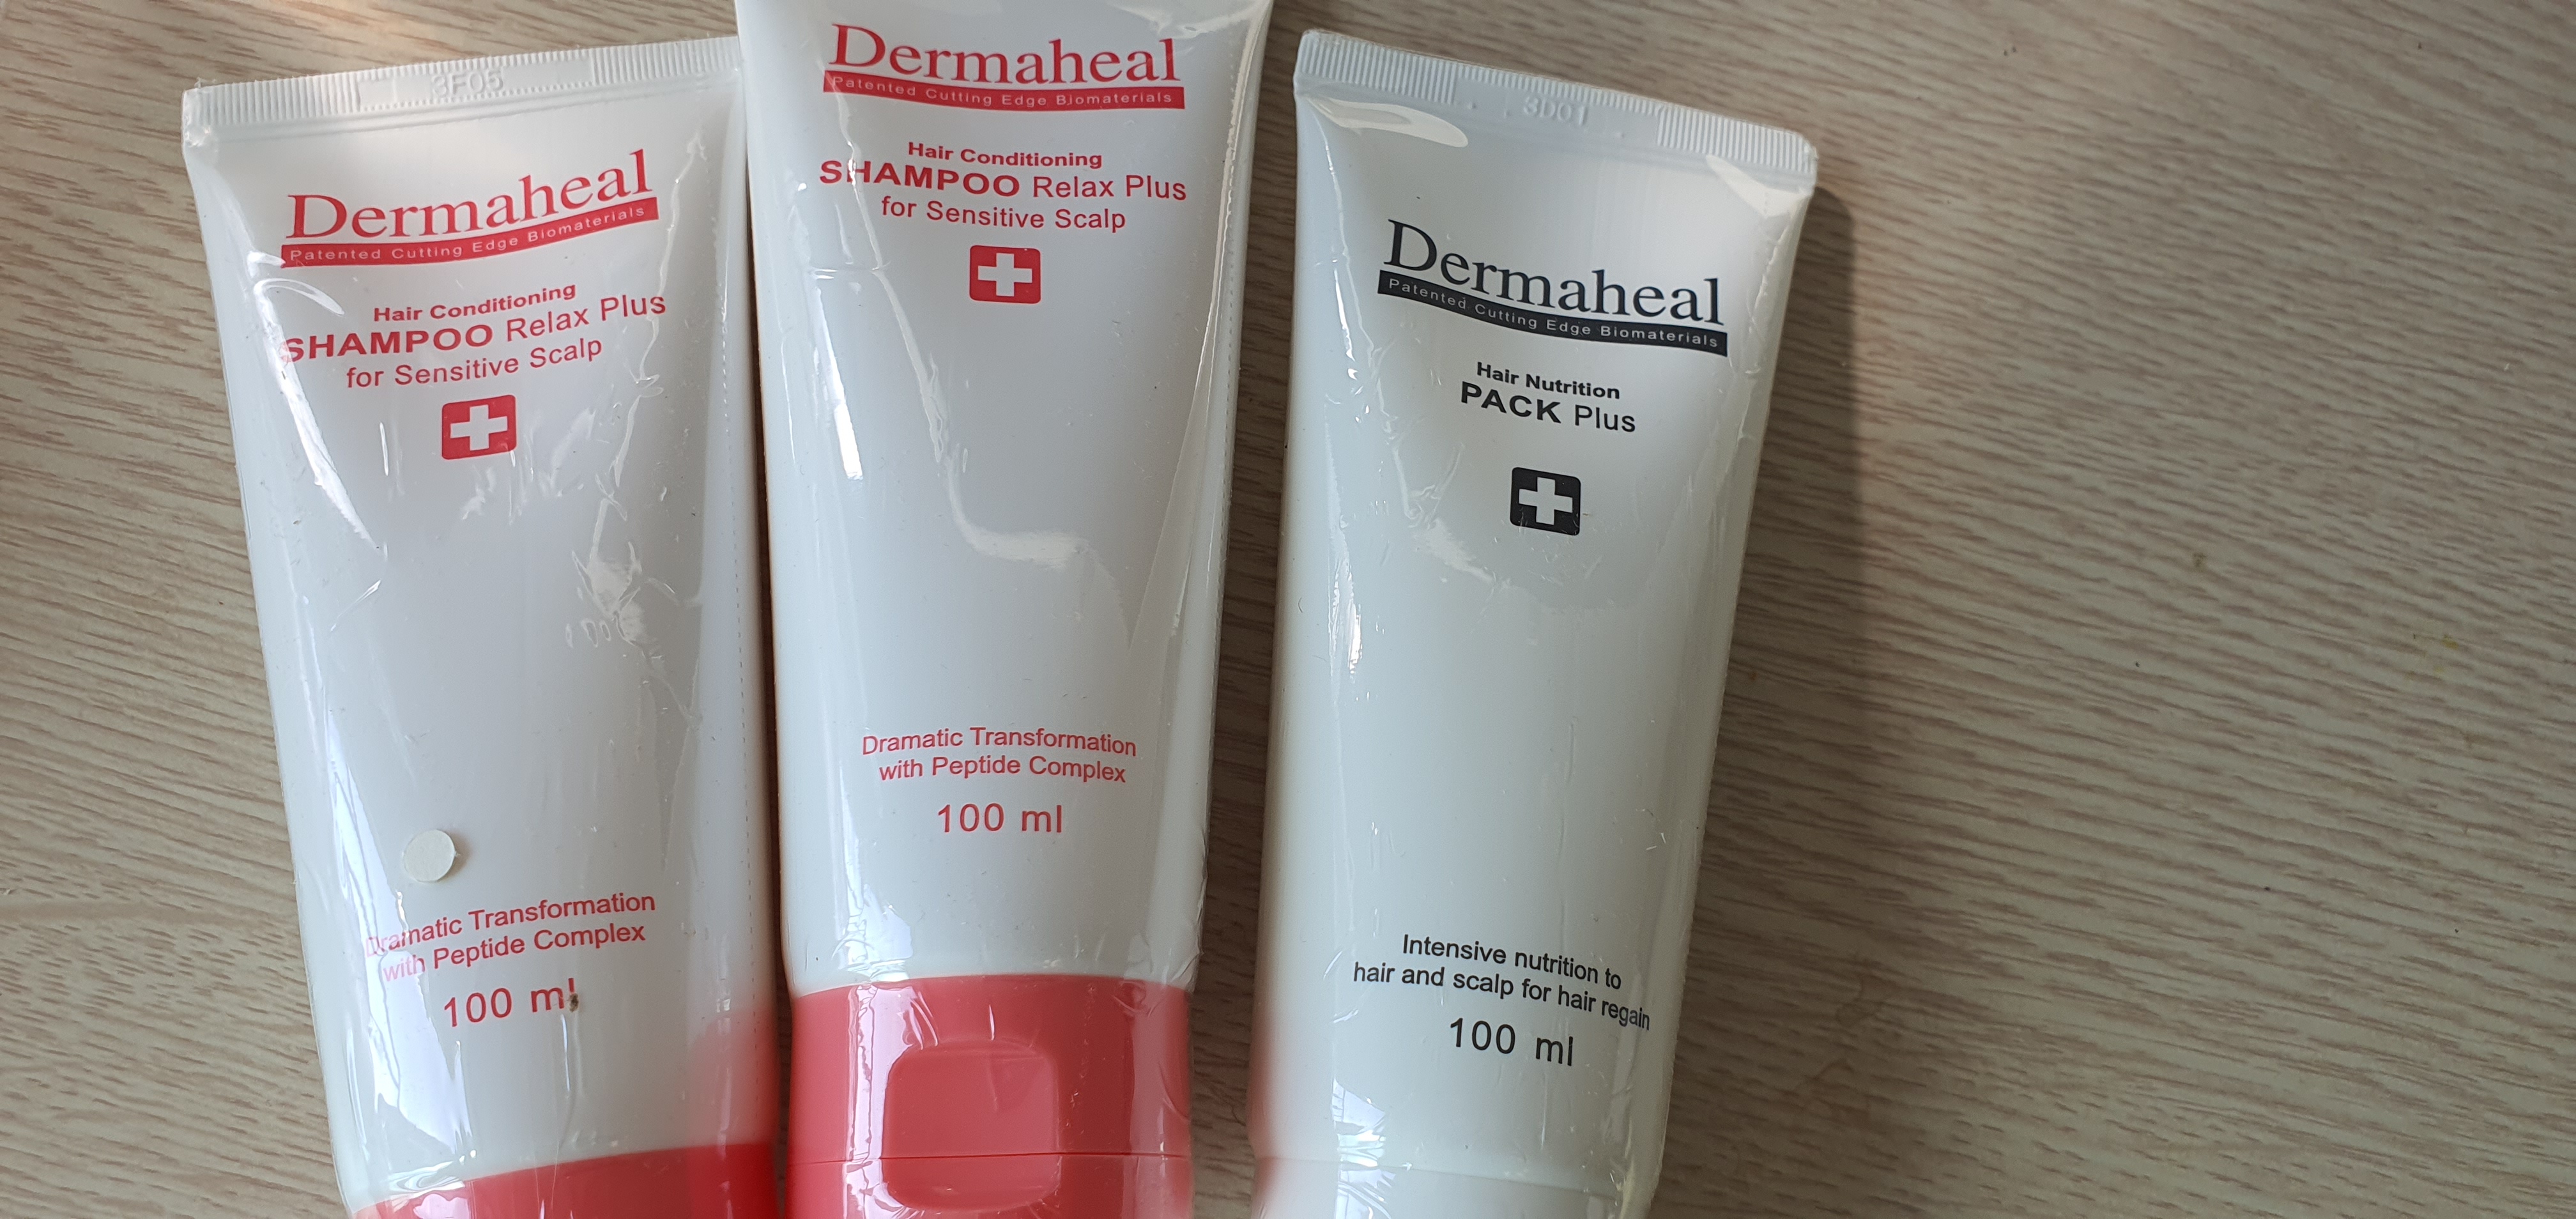 3F05
Dermaheal
Patented Cutting Edge Biomaterials
Hair Conditioning
SHAMPOO Relax Plus
for Sensitive Scalp
Dramatic Transformation
with Peptide Complex
100 ml
Dermaheal
Patented Cutting Edge Biomaterials
Hair Conditioning
SHAMPOO Relax Plus
for Sensitive Scalp
Dramatic Transformation
with Peptide Complex
100 ml
3D01
Dermaheal
Patented Cutting Edge Biomaterials
Hair Nutrition
PACK Plus
Intensive nutrition to
hair and scalp for hair regain
100 ml